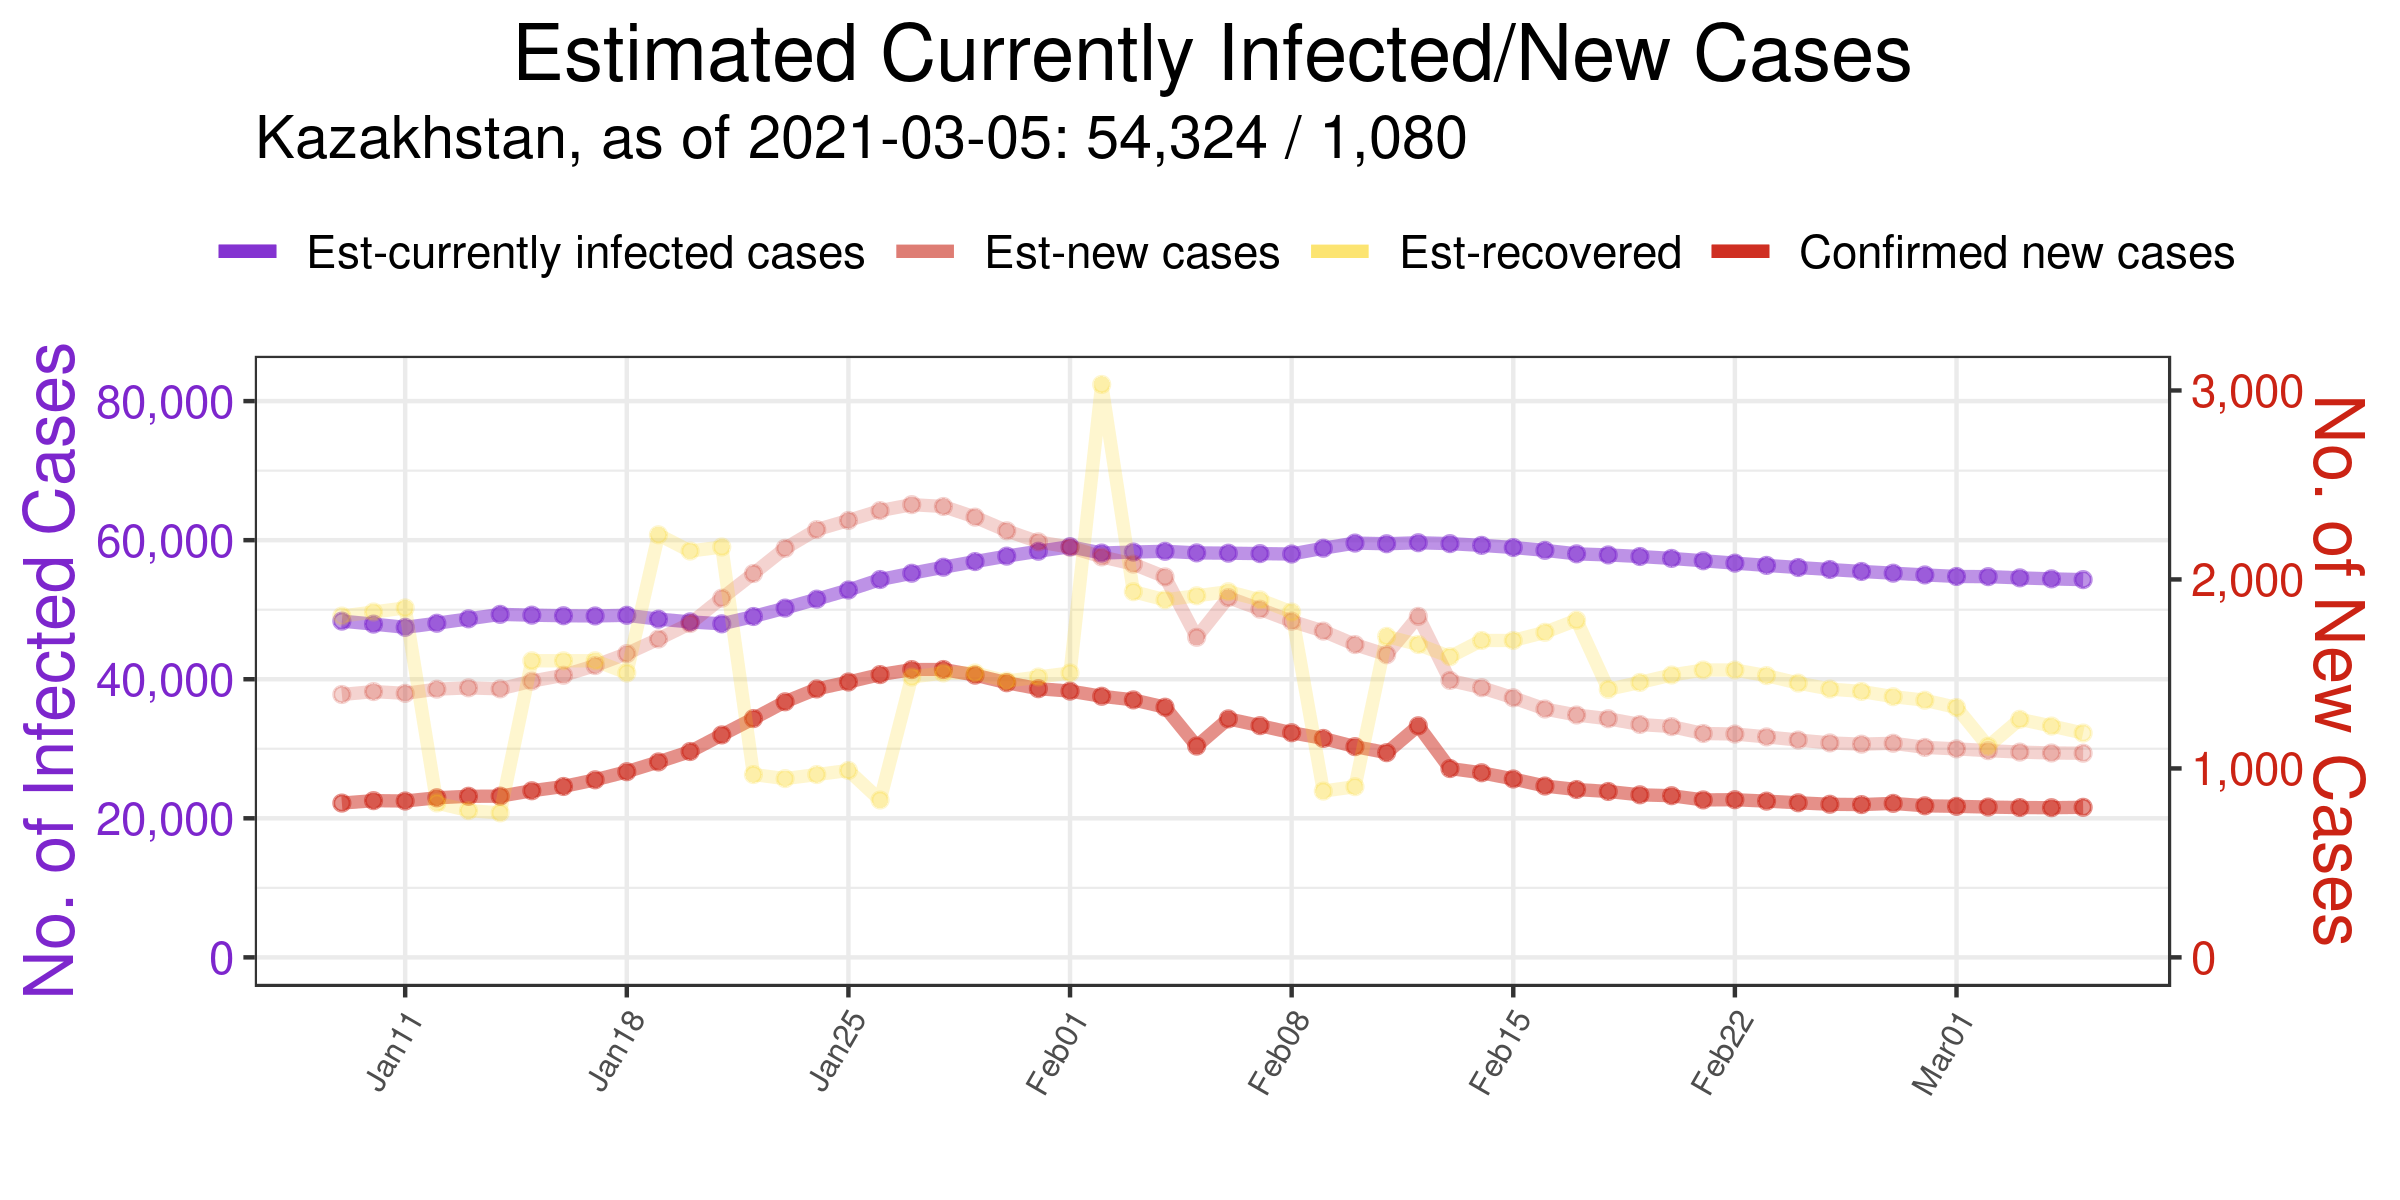 Estimated Currently Infected/New Cases
Kazakhstan, as of 2021-03-05: 54,324 / 1,080
Est-currently infected cases Est-new cases Est-recovered Confirmed new cases
No. of Infected Cases
80,000
60,000
40,000
20,000
0
3,000
2,000
1,000
0
No. of New Cases
Jan11 Jan18 Jan25 Feb01 Feb08 Feb15 Feb22 Mar01